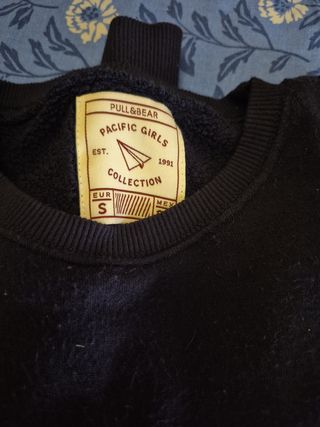 PULL&BEAR
PACIFIC GIRLS
EST. 1991
COLLECTION
EUR MEX
S